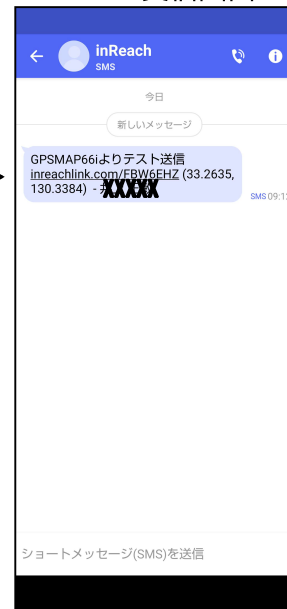 inReach
SMS
今日
新しいメッセージ
GPSMAP66iよりテスト送信
inreachlink.com/FBW6EHZ (33.2635,
130.3384) -
SMS 09:1
ショートメッセージ(SMS)を送信